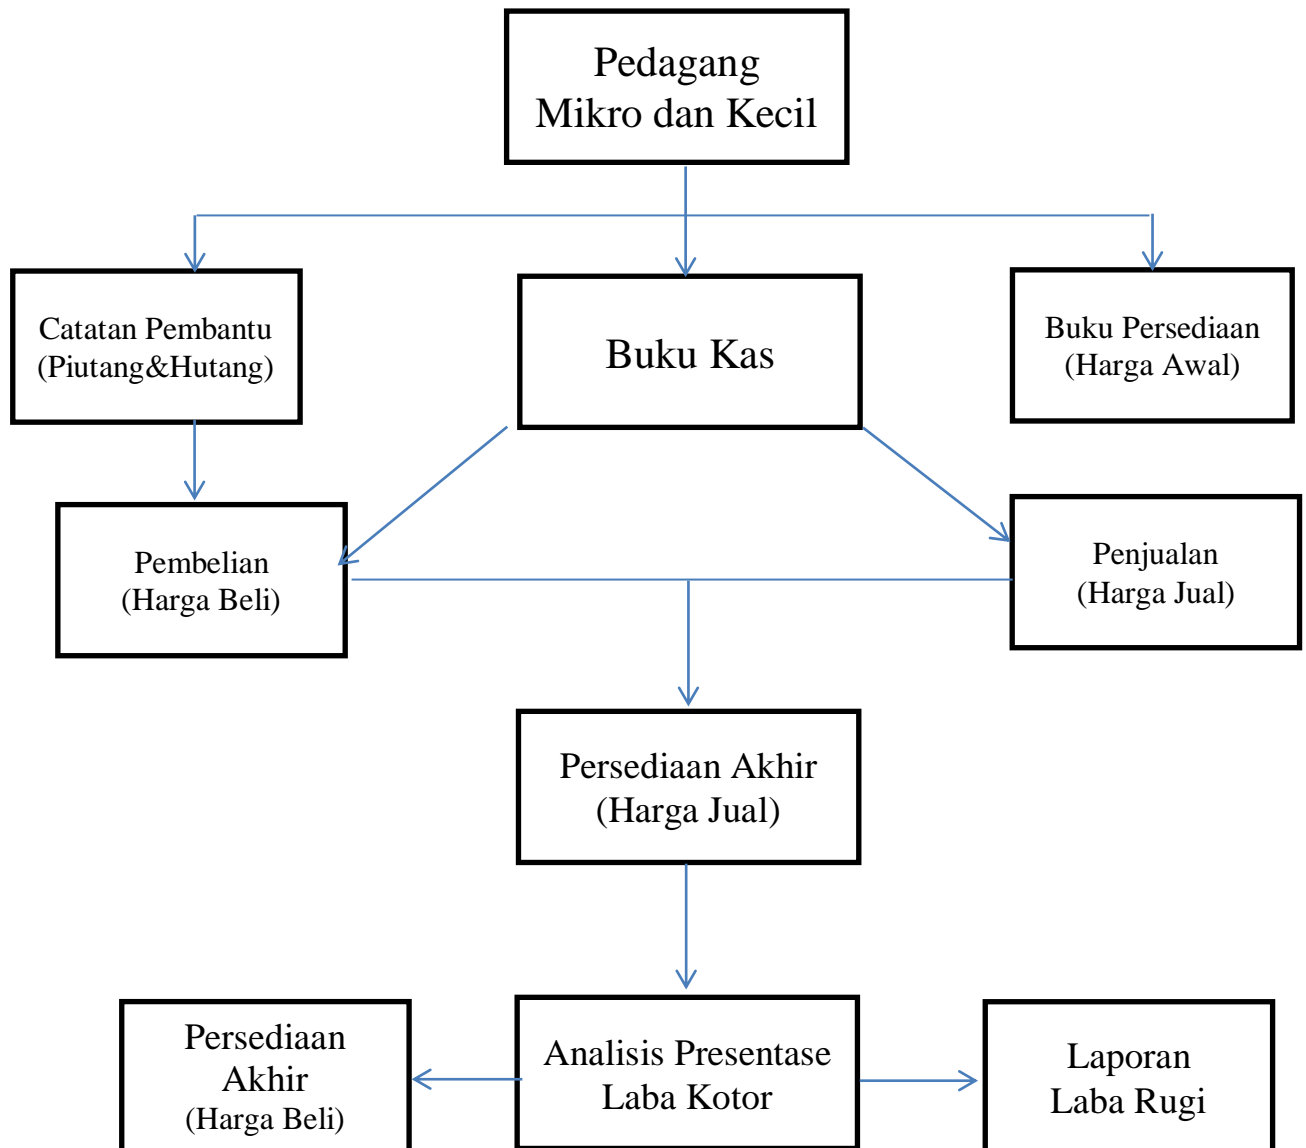 Pedagang
Mikro dan Kecil
Catatan Pembantu
(Piutang&Hutang)
Buku Kas
Buku Persediaan
(Harga Awal)
Pembelian
(Harga Beli)
Penjualan
(Harga Jual)
Persediaan Akhir
(Harga Jual)
Persediaan
Akhir
(Harga Beli)
Analisis Presentase
Laba Kotor
Laporan
Laba Rugi